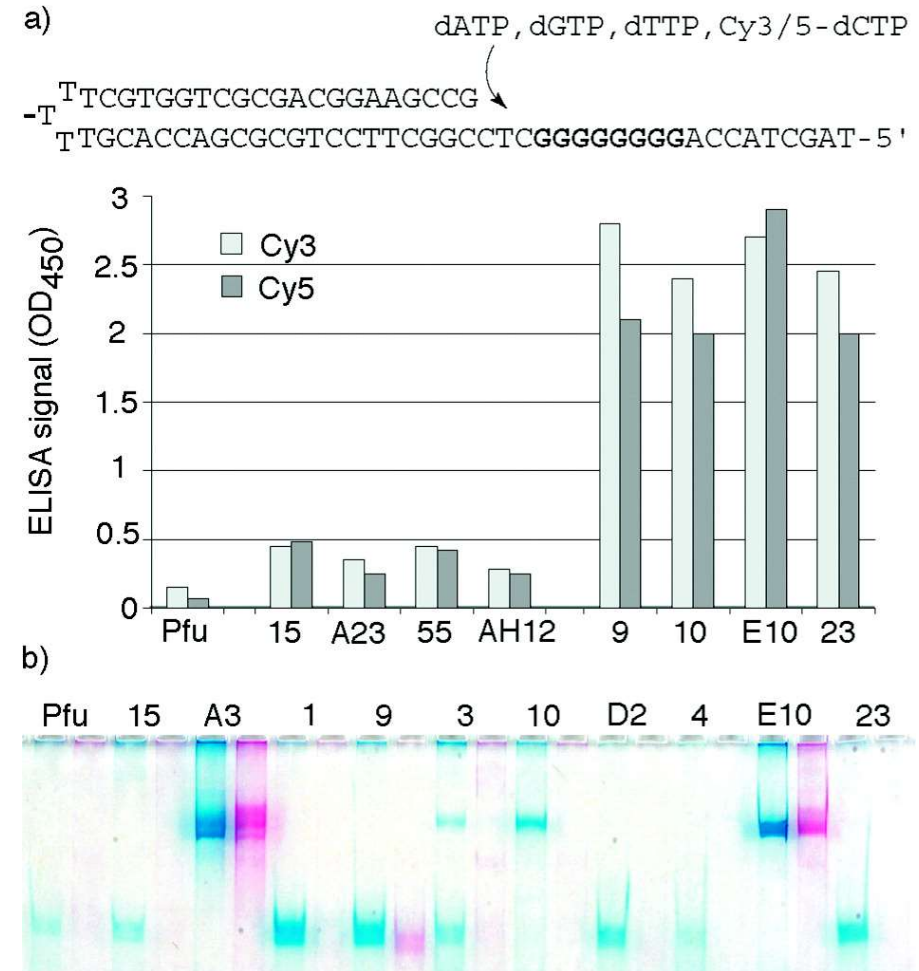 a)
dATP,dGTP,dTTP,Cy3/5-dCTP
TTCGTGGTCGCGACGGAAGCCG
-T
TTGCACCAGCGCGTCCTTCGGCCTCGGGGGGGGACCATCGAT-5'
3
2.5
2
1.5
1
0.5
0
ELISA signal (OD450)
Cy3
Cy5
Pfu 15 A23 55 AH12 9 10 E10 23
b)
Pfu 15 A3 1 9 3 10 D2 4 E10 23